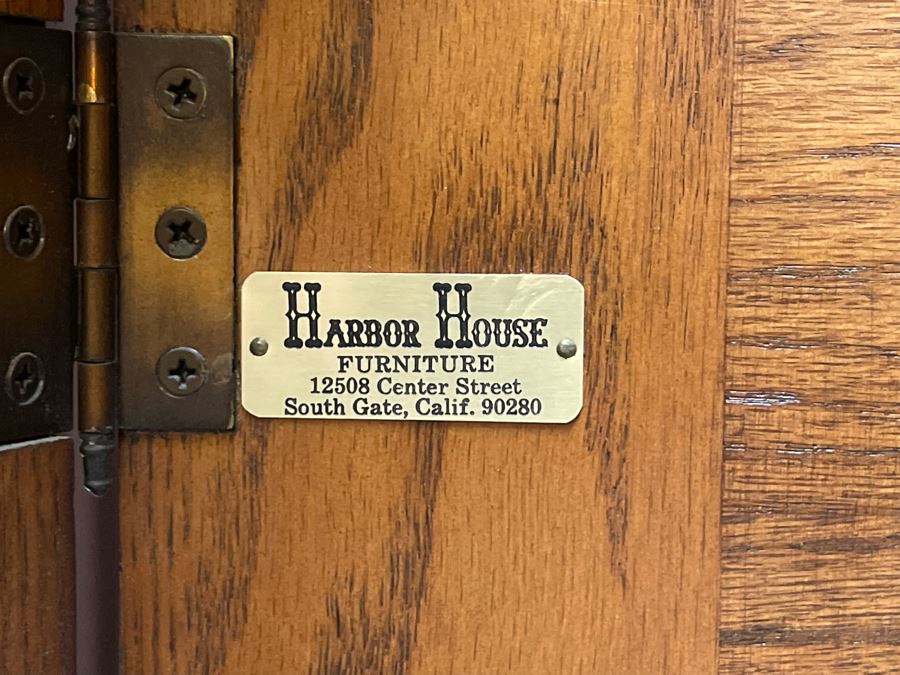 HARBOR HOUSE
FURNITURE
12508 Center Street
South Gate, Calif. 90280